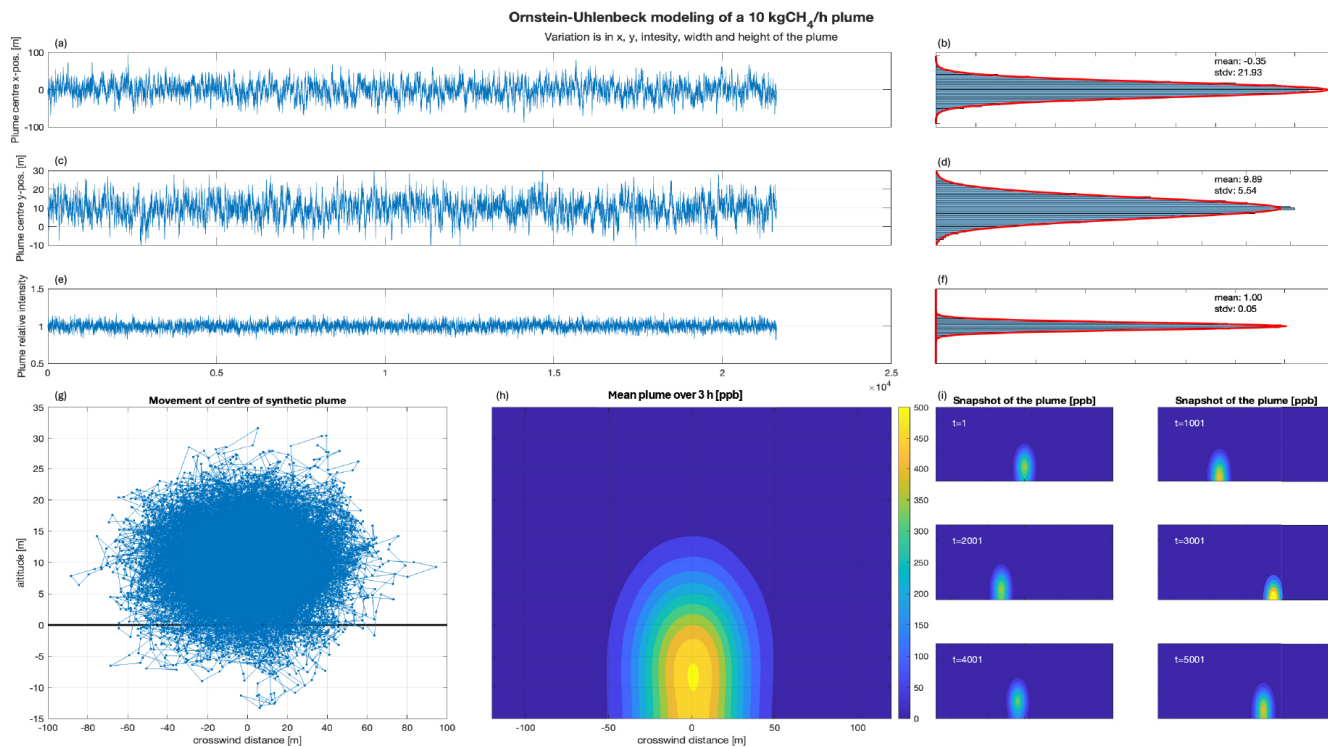 Ornstein-Uhlenbeck modeling of a 10 kgCH4/h plume
Variation is in x, y, intesity, width and height of the plume
(a)
Plume centre x-pos. [m]
100
0
-100
(b)
mean: -0.35
stdv: 21.93
(c)
Plume centre y-pos. [m]
30
20
10
0
-10
(d)
mean: 9.89
stdv: 5.54
(e)
Plume relative intensity
1.5
1
0.5
0 0.5 1 1.5 2 2.5
×10^4
(f)
mean: 1.00
stdv: 0.05
(g)
Movement of centre of synthetic plume
altitude [m]
35
30
25
20
15
10
5
0
-5
-10
-15
-100 -80 -60 -40 -20 0 20 40 60 80 100
crosswind distance [m]
(h)
Mean plume over 3 h [ppb]
-100 -50 0 50 100
crosswind distance [m]
500
450
400
350
300
250
200
150
100
50
0
(i)
Snapshot of the plume [ppb] Snapshot of the plume [ppb]
t=1 t=1001
t=2001 t=3001
t=4001 t=5001